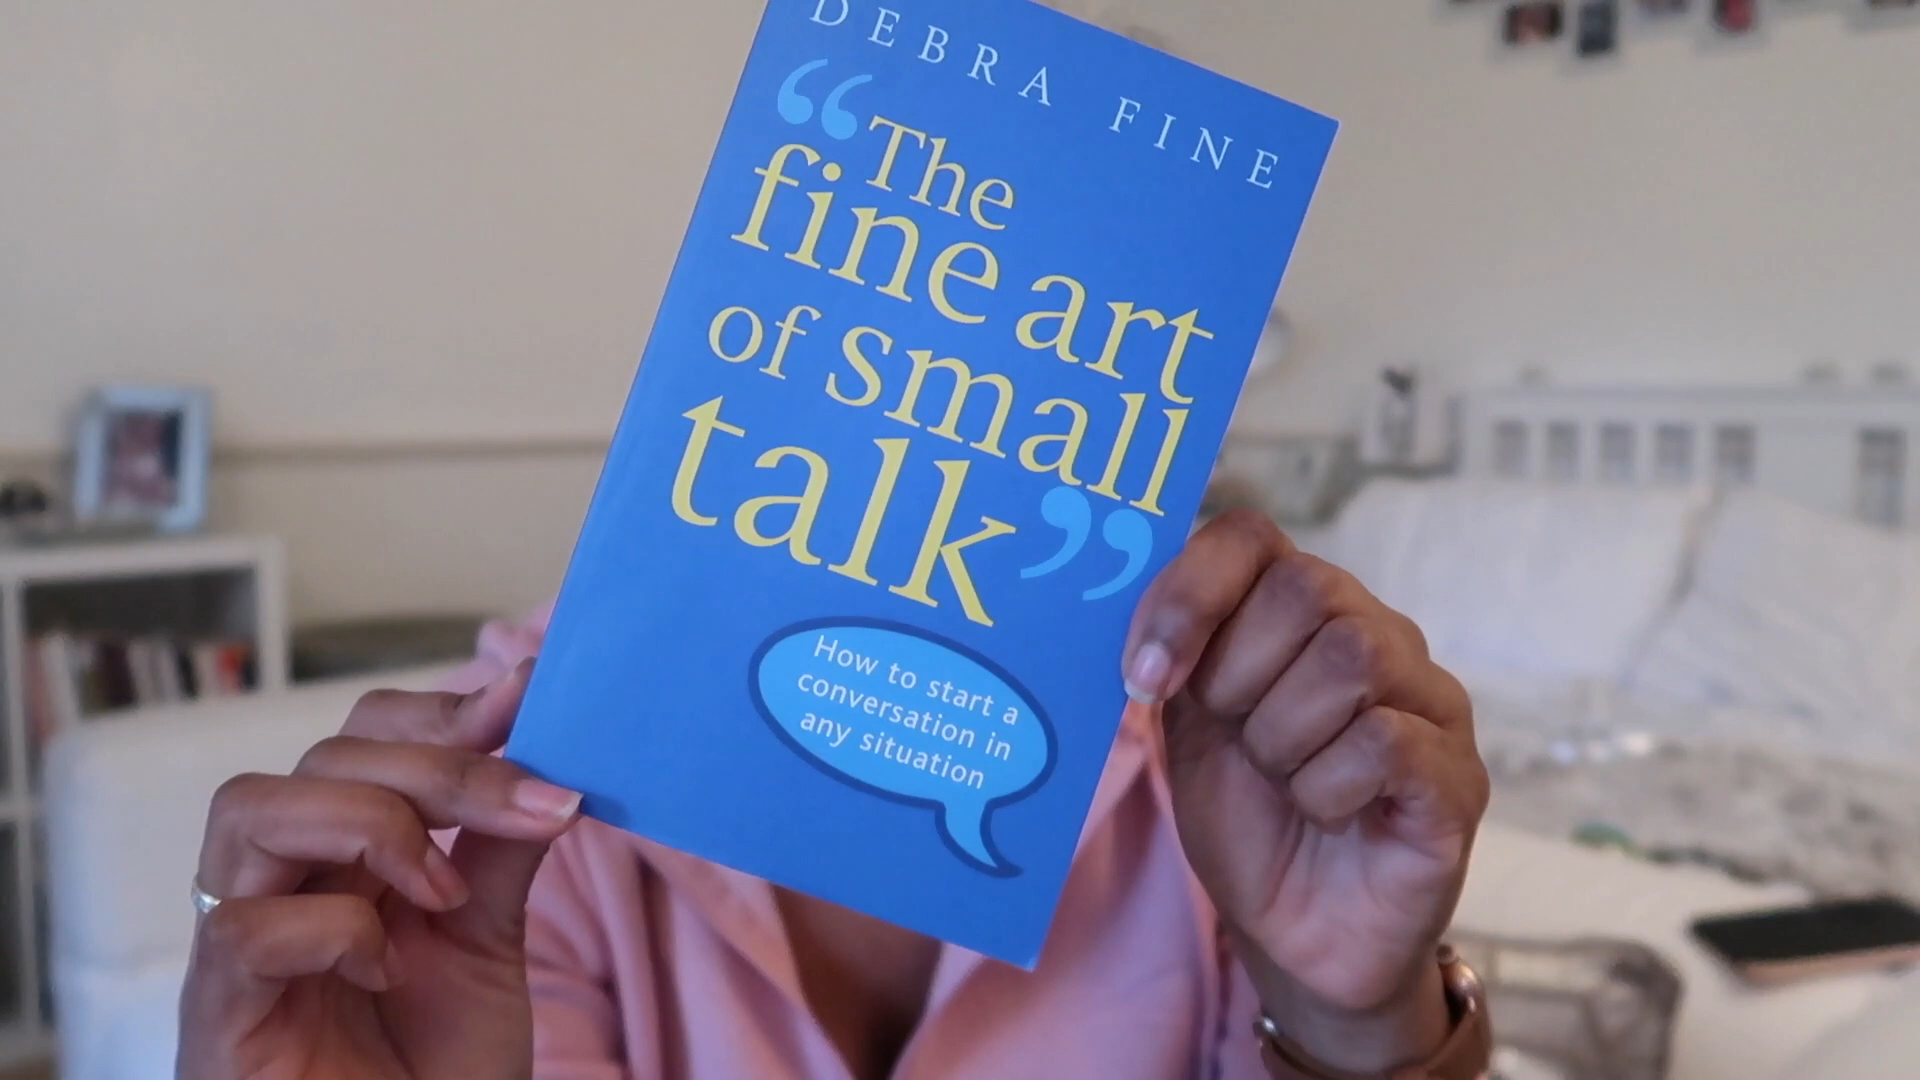 DEBRA FINE
“The
fine art
of small
talk”
How to start a
conversation in
any situation